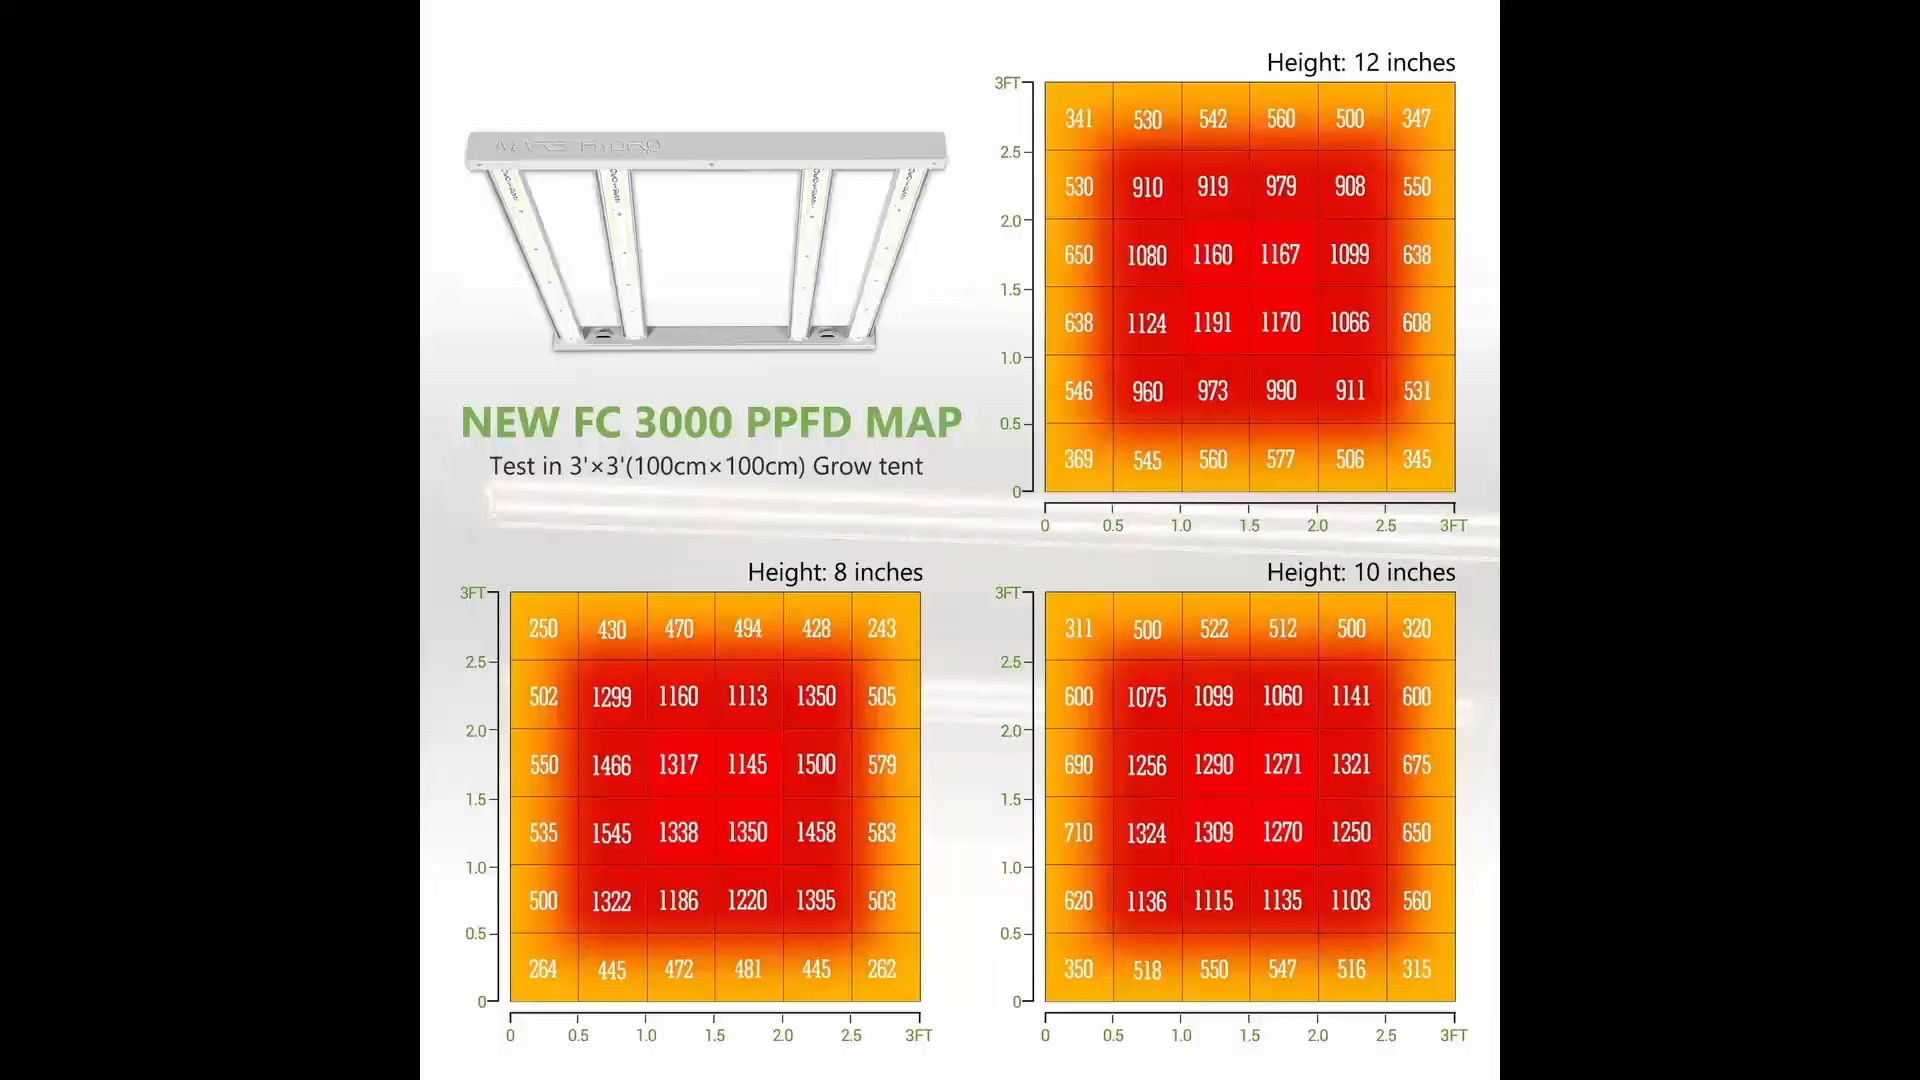 MARS HYDRO
NEW FC 3000 PPFD MAP
Test in 3'×3'(100cm×100cm) Grow tent
Height: 12 inches
3FT 341 530 542 560 500 347
2.5
530 910 919 979 908 550
2.0
650 1080 1160 1167 1099 638
1.5
638 1124 1191 1170 1066 608
1.0
546 960 973 990 911 531
0.5
369 545 560 577 506 345
0
0 0.5 1.0 1.5 2.0 2.5 3FT
Height: 8 inches
3FT 250 430 470 494 428 243
2.5
502 1299 1160 1113 1350 505
2.0
550 1466 1317 1145 1500 579
1.5
535 1545 1338 1350 1458 583
1.0
500 1322 1186 1220 1395 503
0.5
264 445 472 481 445 262
0
0 0.5 1.0 1.5 2.0 2.5 3FT
Height: 10 inches
3FT 311 500 522 512 500 320
2.5
600 1075 1099 1060 1141 600
2.0
690 1256 1290 1271 1321 675
1.5
710 1324 1309 1270 1250 650
1.0
620 1136 1115 1135 1103 560
0.5
350 518 550 547 516 315
0
0 0.5 1.0 1.5 2.0 2.5 3FT